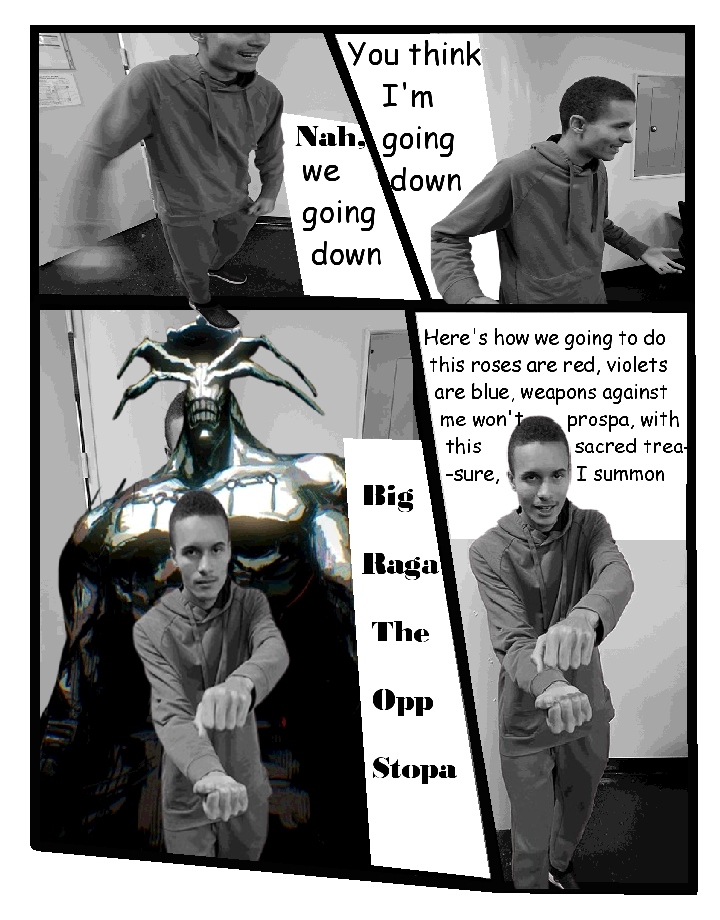 You think
I'm
going
down
Nah,
we
going
down
Here's how we going to do
this roses are red, violets
are blue, weapons against
me won't prospa, with
this sacred trea-
-sure, I summon
Big
Raga
The
Opp
Stopa